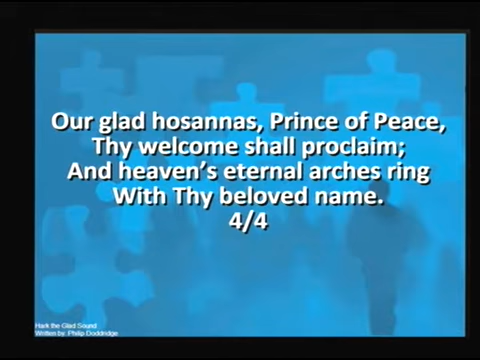 Our glad hosannas, Prince of Peace,
Thy welcome shall proclaim;
And heaven's eternal arches ring
With Thy beloved name.
4/4
Hark the Glad Sound
Written by: Philip Doddridge